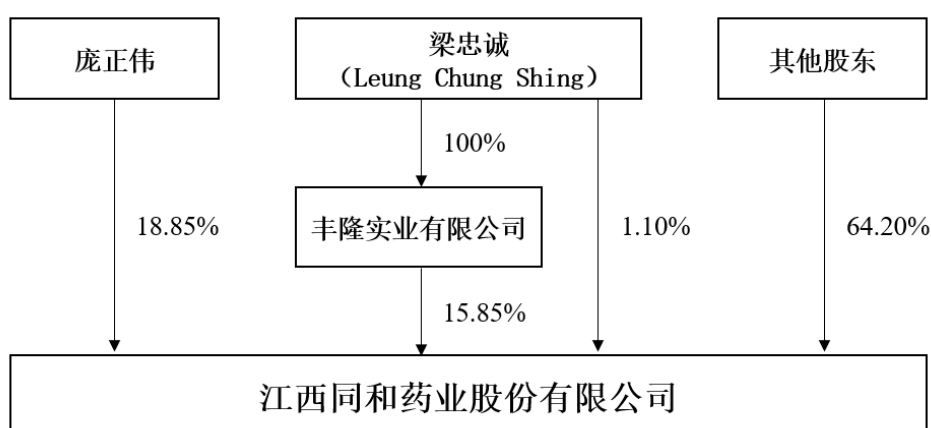 庞正伟
梁忠诚
（Leung Chung Shing）
其他股东
100%
丰隆实业有限公司
18.85%
1.10%
64.20%
15.85%
江西同和药业股份有限公司